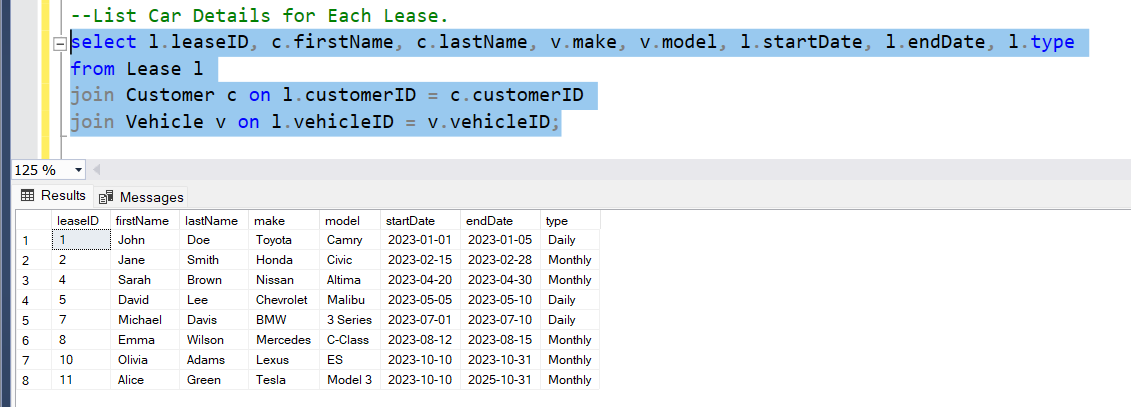 --List Car Details for Each Lease.
select l.leaseID, c.firstName, c.lastName, v.make, v.model, l.startDate, l.endDate, l.type
from Lease l
join Customer c on l.customerID = c.customerID
join Vehicle v on l.vehicleID = v.vehicleID;
125 %
Results Messages
leaseID firstName lastName make model startDate endDate type
1 1 John Doe Toyota Camry 2023-01-01 2023-01-05 Daily
2 2 Jane Smith Honda Civic 2023-02-15 2023-02-28 Monthly
3 4 Sarah Brown Nissan Altima 2023-04-20 2023-04-30 Monthly
4 5 David Lee Chevrolet Malibu 2023-05-05 2023-05-10 Daily
5 7 Michael Davis BMW 3 Series 2023-07-01 2023-07-10 Daily
6 8 Emma Wilson Mercedes C-Class 2023-08-12 2023-08-15 Monthly
7 10 Olivia Adams Lexus ES 2023-10-10 2023-10-31 Monthly
8 11 Alice Green Tesla Model 3 2023-10-10 2025-10-31 Monthly